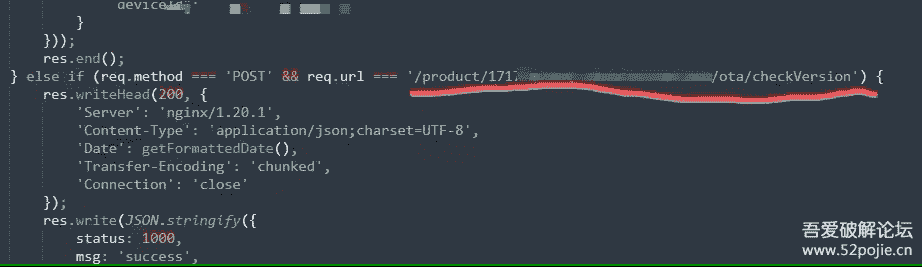 deviceId:
}
}));
res.end();
} else if (req.method === 'POST' && req.url === '/product/171 /ota/checkVersion') {
res.writeHead(200, {
'Server': 'nginx/1.20.1',
'Content-Type': 'application/json;charset=UTF-8',
'Date': getFormattedDate(),
'Transfer-Encoding': 'chunked',
'Connection': 'close'
});
res.write(JSON.stringify({
status: 1000,
msg: 'success',
吾爱破解论坛
www.52pojie.cn